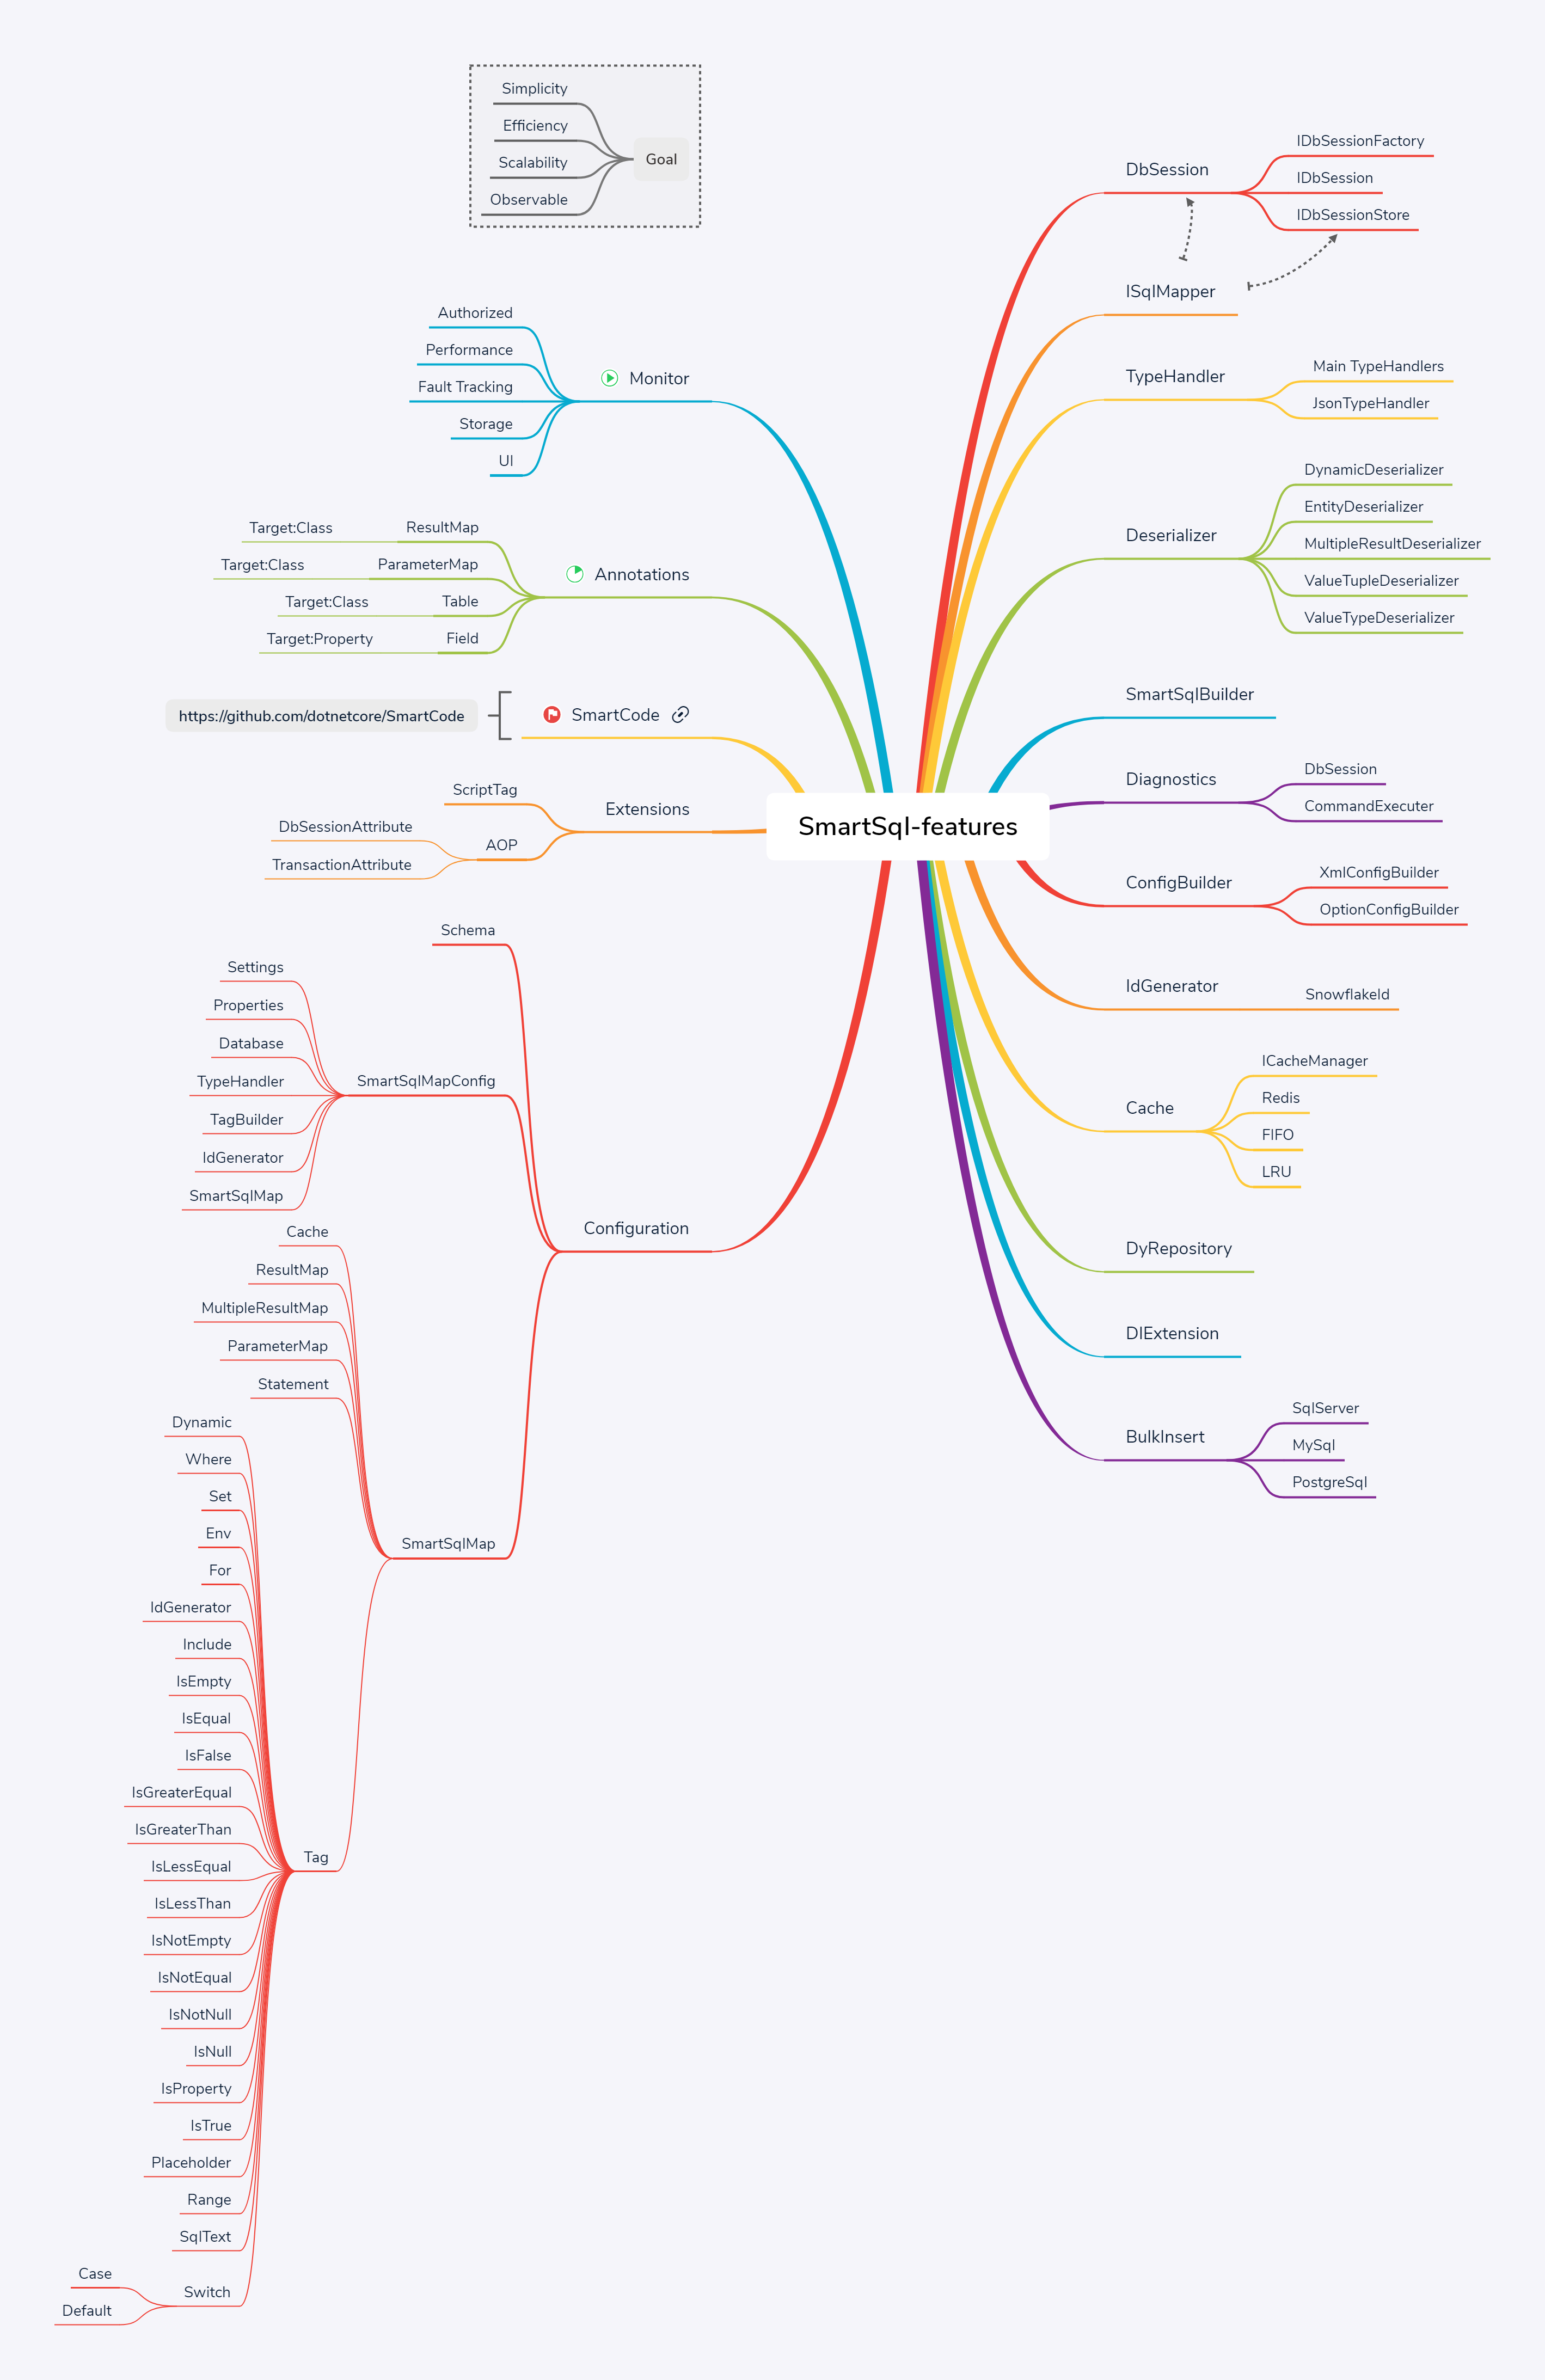 Simplicity
Efficiency
Scalability
Observable
Goal
Authorized
Performance
Fault Tracking
Storage
UI
Monitor
Target:Class
ResultMap
Target:Class
ParameterMap
Target:Class
Table
Target:Property
Field
Annotations
https://github.com/dotnetcore/SmartCode
SmartCode
ScriptTag
DbSessionAttribute
TransactionAttribute
AOP
Extensions
SmartSql-features
Schema
Settings
Properties
Database
TypeHandler
TagBuilder
IdGenerator
SmartSqlMap
SmartSqlMapConfig
Configuration
Cache
ResultMap
MultipleResultMap
ParameterMap
Statement
SmartSqlMap
Dynamic
Where
Set
Env
For
IdGenerator
Include
IsEmpty
IsEqual
IsFalse
IsGreaterEqual
IsGreaterThan
IsLessEqual
IsLessThan
IsNotEmpty
IsNotEqual
IsNotNull
IsNull
IsProperty
IsTrue
Placeholder
Range
SqlText
Switch
Case
Default
Tag
DbSession
IDbSessionFactory
IDbSession
IDbSessionStore
ISqlMapper
TypeHandler
Main TypeHandlers
JsonTypeHandler
Deserializer
DynamicDeserializer
EntityDeserializer
MultipleResultDeserializer
ValueTupleDeserializer
ValueTypeDeserializer
SmartSqlBuilder
Diagnostics
DbSession
CommandExecuter
ConfigBuilder
XmlConfigBuilder
OptionConfigBuilder
IdGenerator
SnowflakeId
Cache
ICacheManager
Redis
FIFO
LRU
DyRepository
DIExtension
BulkInsert
SqlServer
MySql
PostgreSql